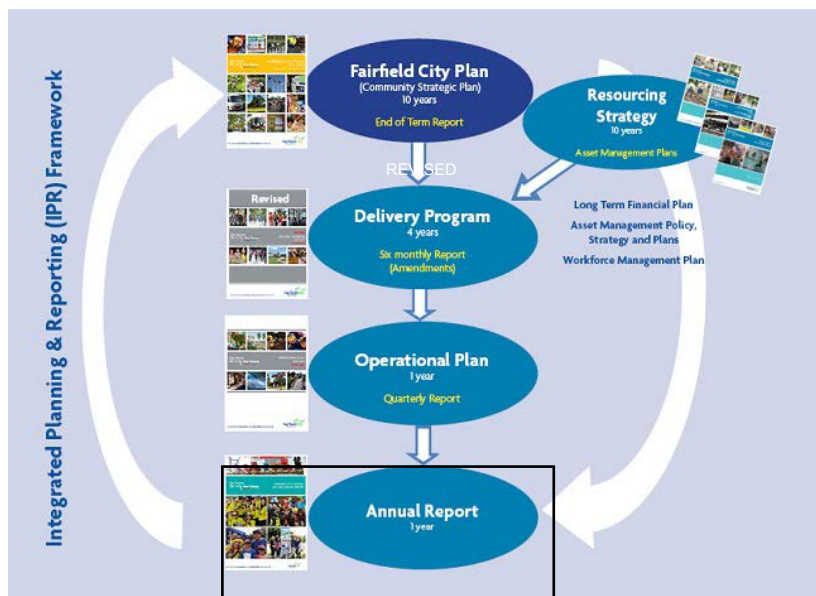 Integrated Planning & Reporting (IPR) Framework
Fairfield City Plan
(Community Strategic Plan)
10 years
End of Term Report
Resourcing
Strategy
10 years
Asset Management Plans
REVISED
Long Term Financial Plan
Asset Management Policy,
Strategy and Plans
Workforce Management Plan
Revised
Delivery Program
4 years
Six monthly Report
(Amendments)
Operational Plan
1 year
Quarterly Report
Annual Report
1 year